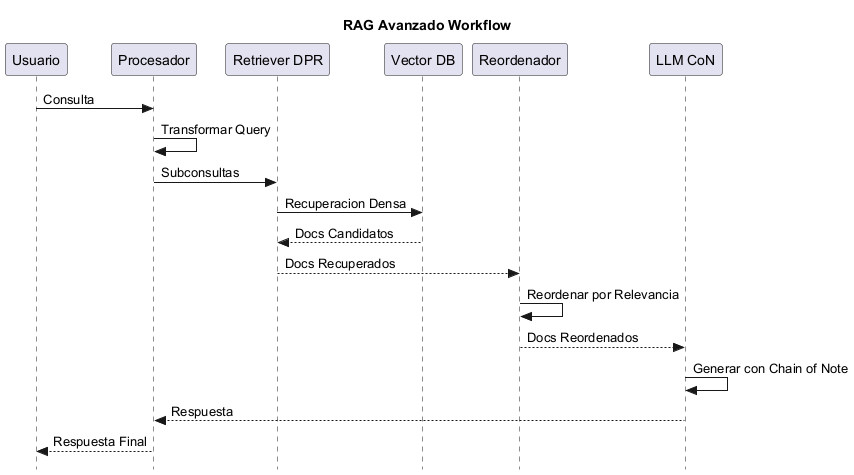 RAG Avanzado Workflow
Usuario
Procesador
Retriever DPR
Vector DB
Reordenador
LLM CoN
Consulta
Transformar Query
Subconsultas
Recuperacion Densa
Docs Candidatos
Docs Recuperados
Reordenar por Relevancia
Docs Reordenados
Generar con Chain of Note
Respuesta
Respuesta Final